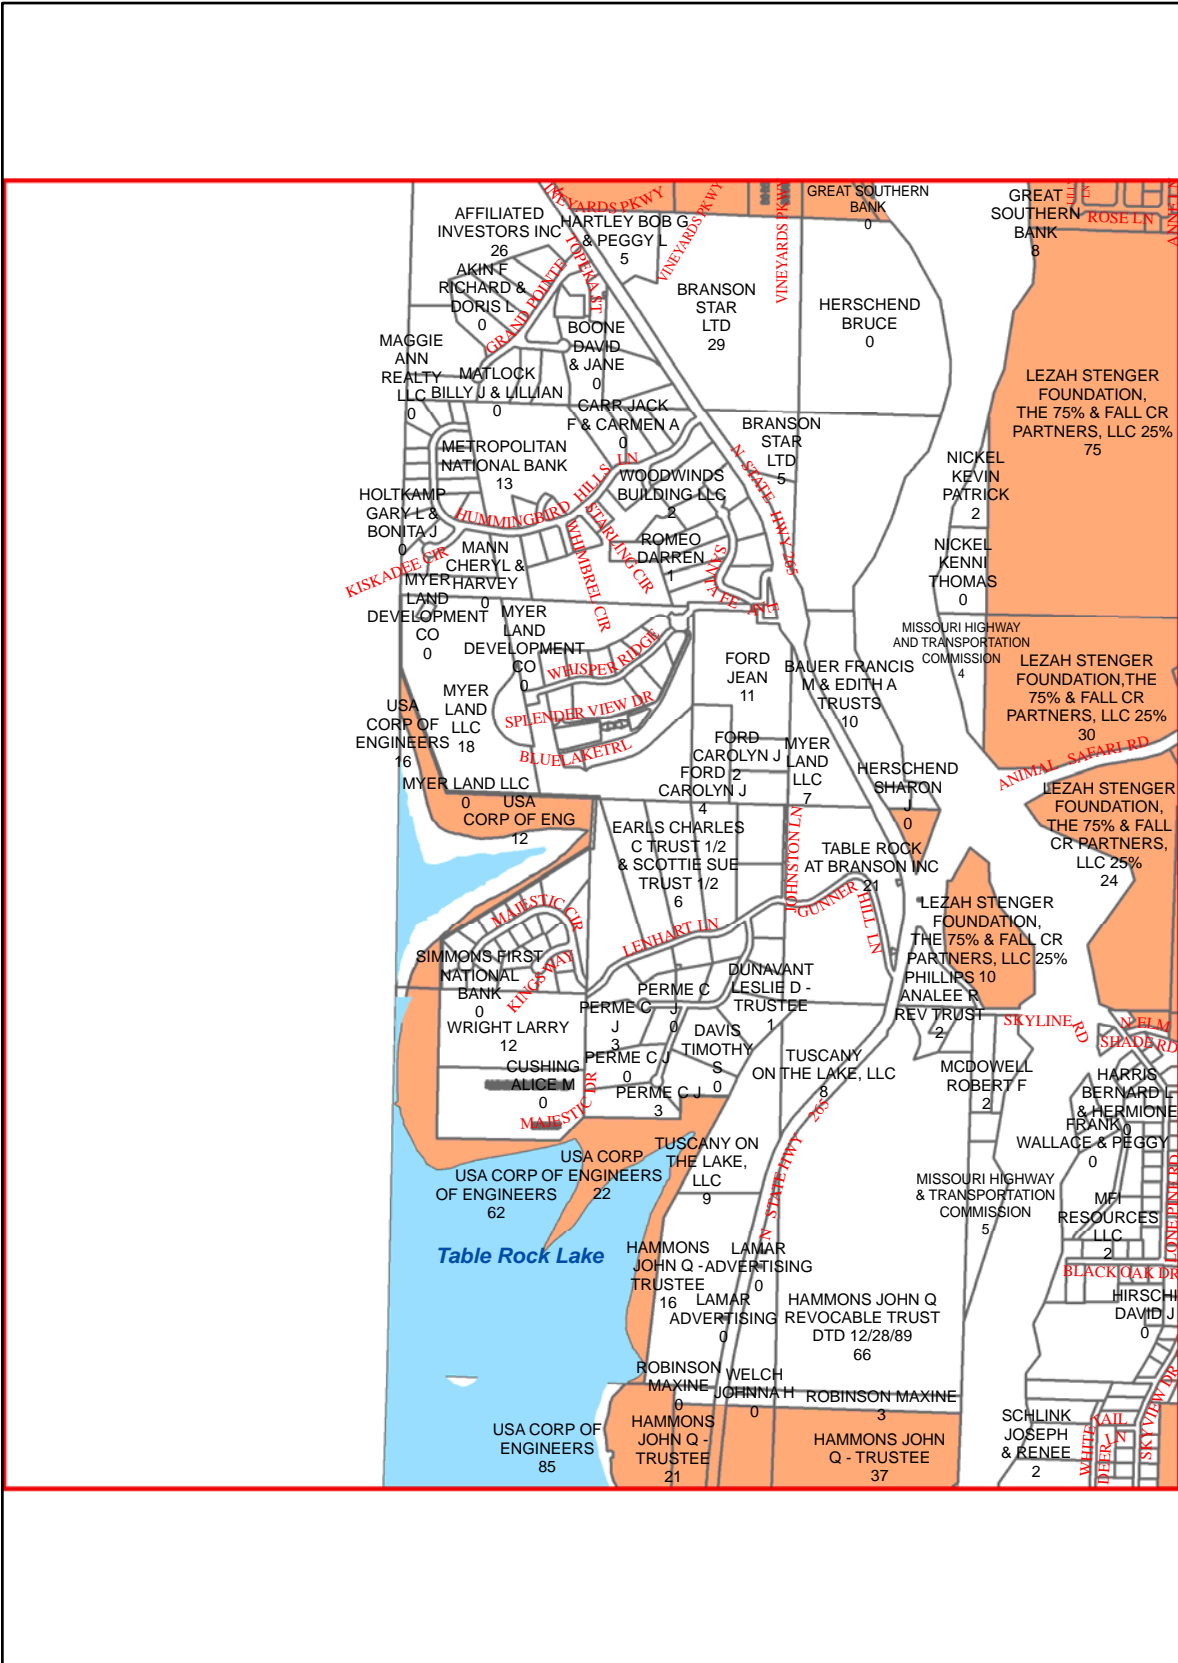 INEYARDS PKWY
GREAT SOUTHERN
BANK
0
GREAT
SOUTHERN
BANK
8
LN
ROSE LN
ANNIE LN
AFFILIATED
INVESTORS INC
26
HARTLEY BOB G
& PEGGY L
5
VINEYARDS PKWY
VINEYARDS PKWY
TOPEKA ST
AKIN F
RICHARD &
DORIS L
0
GRAND POINTE
BRANSON
STAR
LTD
29
HERSCHEND
BRUCE
0
BOONE
DAVID
& JANE
0
MAGGIE
ANN
REALTY
LLC
0
MATLOCK
BILLY J & LILLIAN
0
LEZAH STENGER
FOUNDATION,
THE 75% & FALL CR
PARTNERS, LLC 25%
75
CARR JACK
F & CARMEN A
0
BRANSON
STAR
LTD
5
METROPOLITAN
NATIONAL BANK
13
N STATE HWY 265
NICKEL
KEVIN
PATRICK
2
WOODWINDS
BUILDING LLC
2
HUMMINGBIRD HILLS LN
HOLTKAMP
GARY L &
BONITA J
0
STARLING CIR
WHIMBREL CIR
ROMEO
DARREN
1
SANTA FE AVE
KISKADEE CIR
MANN
CHERYL &
HARVEY
0
NICKEL
KENNI
THOMAS
0
MYER
LAND
DEVELOPMENT
CO
0
MYER
LAND
DEVELOPMENT
CO
0
MISSOURI HIGHWAY
AND TRANSPORTATION
COMMISSION
4
WHISPER RIDGE
FORD
JEAN
11
BAUER FRANCIS
M & EDITH A
TRUSTS
10
LEZAH STENGER
FOUNDATION,THE
75% & FALL CR
PARTNERS, LLC 25%
30
MYER
LAND
LLC
18
SPLENDER VIEW DR
USA
CORP OF
ENGINEERS
16
BLUELAKETRL
FORD
CAROLYN J
2
MYER
LAND
LLC
7
ANIMAL SAFARI RD
FORD
CAROLYN J
4
HERSCHEND
SHARON
J
0
MYER LAND LLC
0
LEZAH STENGER
FOUNDATION,
THE 75% & FALL
CR PARTNERS,
LLC 25%
24
USA
CORP OF ENG
12
EARLS CHARLES
C TRUST 1/2
& SCOTTIE SUE
TRUST 1/2
6
JOHNSTON LN
TABLE ROCK
AT BRANSON INC
21
GUNNER HILL LN
MAJESTIC CIR
LENHART LN
LEZAH STENGER
FOUNDATION,
THE 75% & FALL CR
PARTNERS, LLC 25%
10
SIMMONS FIRST
NATIONAL
BANK
0
KINGS WAY
DUNAVANT
LESLIE D -
TRUSTEE
1
PHILLIPS
ANALEE R
REV TRUST
2
PERME C
J
0
PERME C
J
3
SKYLINE RD
N ELM
SHADE RD
WRIGHT LARRY
12
DAVIS
TIMOTHY
S
0
TUSCANY
ON THE LAKE, LLC
8
PERME C J
0
CUSHING
ALICE M
0
MCDOWELL
ROBERT F
2
HARRIS
BERNARD L
& HERMIONE
0
MAJESTIC DR
PERME C J
3
FRANK
WALLACE & PEGGY
0
N STATE HWY 265
USA CORP
OF ENGINEERS
22
USA CORP
OF ENGINEERS
62
TUSCANY ON
THE LAKE,
LLC
9
MISSOURI HIGHWAY
& TRANSPORTATION
COMMISSION
5
LONE PINE RD
MFI
RESOURCES
LLC
2
Table Rock Lake
HAMMONS
JOHN Q -
TRUSTEE
16
LAMAR
ADVERTISING
0
BLACK OAK DR
LAMAR
ADVERTISING
0
HAMMONS JOHN Q
REVOCABLE TRUST
DTD 12/28/89
66
HIRSCHI
DAVID J
0
ROBINSON
MAXINE
0
WELCH
JOHNNA H
0
ROBINSON MAXINE
3
SKYVIEW DR
USA CORP OF
ENGINEERS
85
HAMMONS
JOHN Q -
TRUSTEE
21
HAMMONS JOHN
Q - TRUSTEE
37
SCHLINK
JOSEPH
& RENEE
2
WHITE TAIL
DEER LN